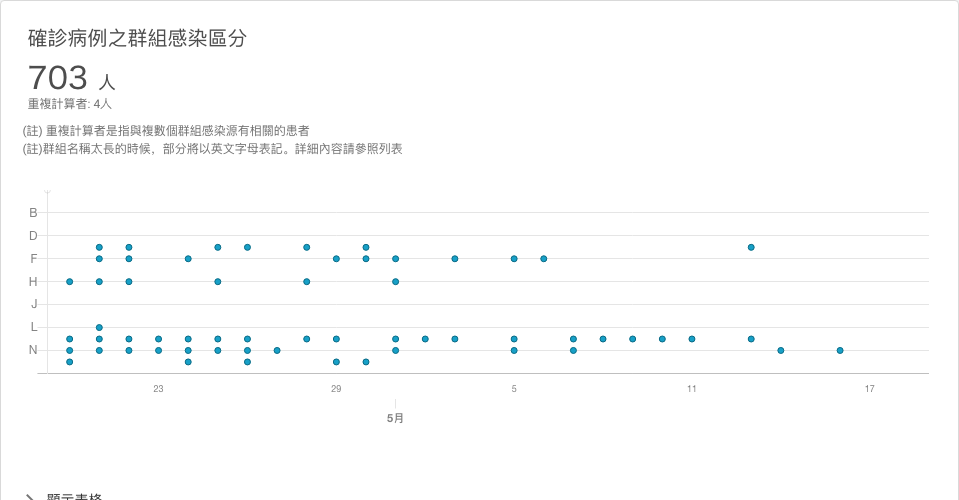 確診病例之群組感染區分
703 人
重複計算者: 4人
(註) 重複計算者是指與複數個群組感染源有相關的患者
(註)群組名稱太長的時候，部分將以英文字母表記。詳細內容請參照列表
B
D
F
H
J
L
N
23 29 5 11 17
5月
顯示表格